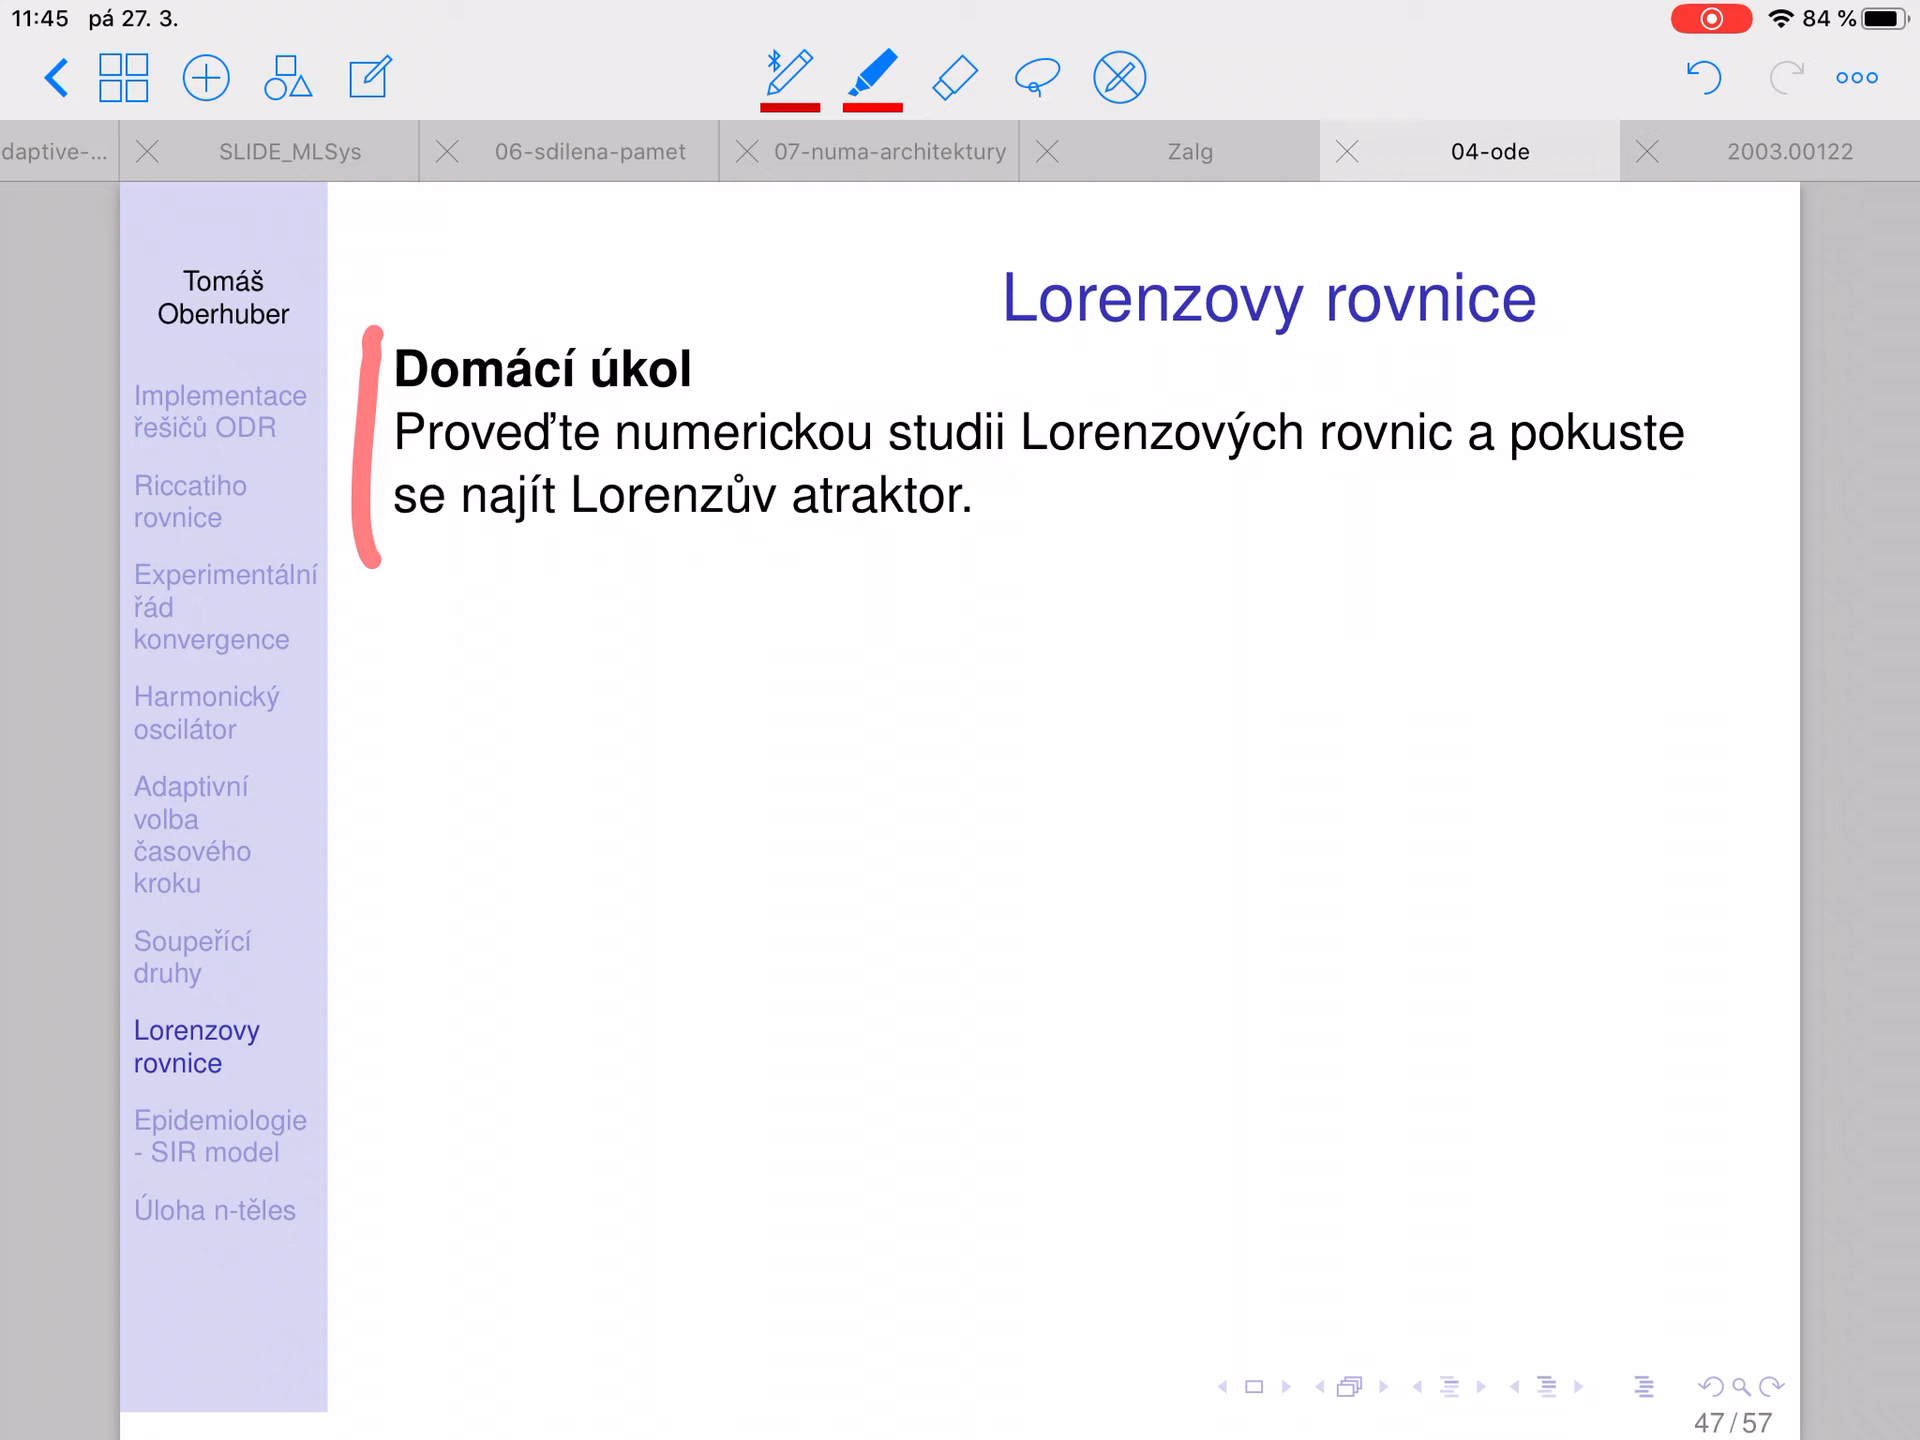 11:45 pá 27. 3.
84 %
daptive-...
SLIDE_MLSys
06-sdilena-pamet
07-numa-architektury
Zalg
04-ode
2003.00122
Tomáš
Oberhuber
Implementace
řešičů ODR
Riccatiho
rovnice
Experimentální
řád
konvergence
Harmonický
oscilátor
Adaptivní
volba
časového
kroku
Soupeřící
druhy
Lorenzovy
rovnice
Epidemiologie
- SIR model
Úloha n-těles
Lorenzovy rovnice
Domácí úkol
Proveďte numerickou studii Lorenzových rovnic a pokuste
se najít Lorenzův atraktor.
47 / 57